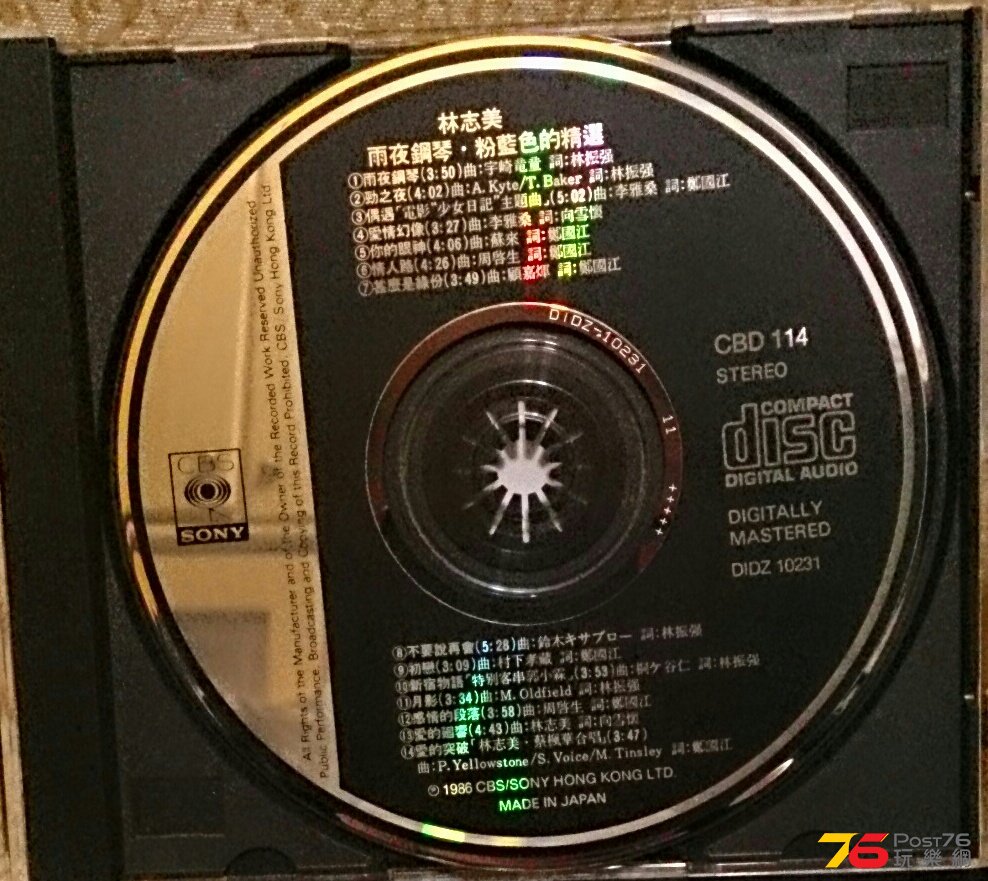 林志美
雨夜鋼琴・粉藍色的精選
①雨夜鋼琴(3:50)曲:宇崎竜童 詞:林振强
②勁之夜(4:02)曲:A. Kyte/T. Baker 詞:林振强
③偶遇"電影"少女日記"主題曲」(5:02)曲:李雅桑 詞:鄭國江
④愛情幻像(3:27)曲:李雅桑 詞:向雪懷
⑤你的眼神(4:06)曲:蘇來 詞:鄭國江
⑥情人(4:26)曲:周啓生 詞:鄭國江
⑦甚麽是緣份(3:49)曲:顧嘉煇 詞:鄭國江
DIDZ-10231
11
+++++
CBD 114
STEREO
COMPACT
disc
DIGITAL AUDIO
DIGITALLY
MASTERED
DIDZ 10231
CBS
SONY
All Rights of the Manufacturer and of the Owner of the Recorded Work Reserved Unauthorized
Public Performance, Broadcasting and Copying of this Record Prohibited. CBS/Sony Hong Kong Ltd
⑧不要說再會(5:28)曲:鈴木キサブロー 詞:林振强
⑨初戀(3:09)曲:村下孝蔵 詞:鄭國江
⑩新宿物語"特別客串郭小霖」(3:53)曲:桐ケ谷仁 詞:林振强
⑪月影(3:34)曲:M. Oldfield 詞:林振强
⑫感情的段落(3:58)曲:周啓生 詞:鄭國江
⑬愛的迴響(4:43)曲:林志美 詞:向雪懷
⑭愛的突破「林志美・蔡楓華合唱」(3:47)
曲:P. Yellowstone/S. Voice/M. Tinsley 詞:鄭國江
Ⓟ 1986 CBS/SONY HONG KONG LTD.
MADE IN JAPAN
76 POST76
玩樂網